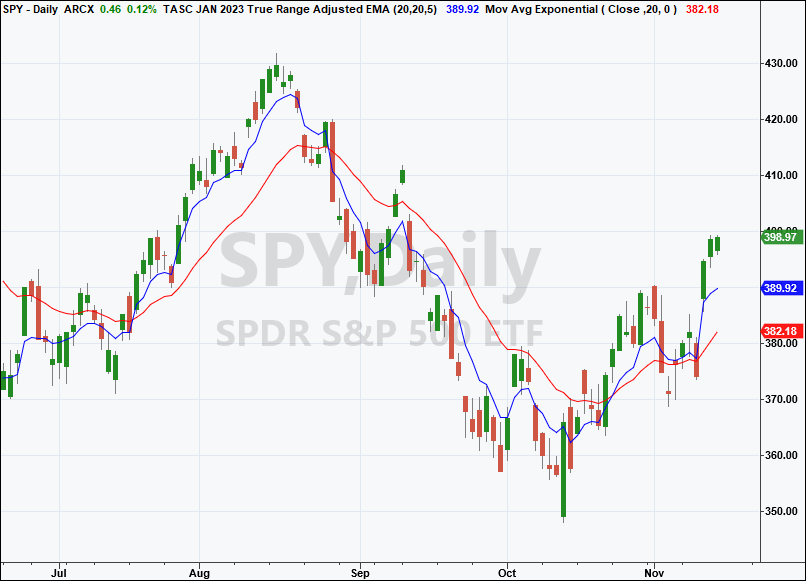 SPY - Daily ARCX 0.46 0.12% TASC JAN 2023 True Range Adjusted EMA (20,20,5) 389.92 Mov Avg Exponential ( Close ,20, 0 ) 382.18
430.00
420.00
410.00
400.00
398.97
SPY, Daily
389.92
SPDR S&P 500 ETF
382.18
380.00
370.00
360.00
350.00
Jul Aug Sep Oct Nov